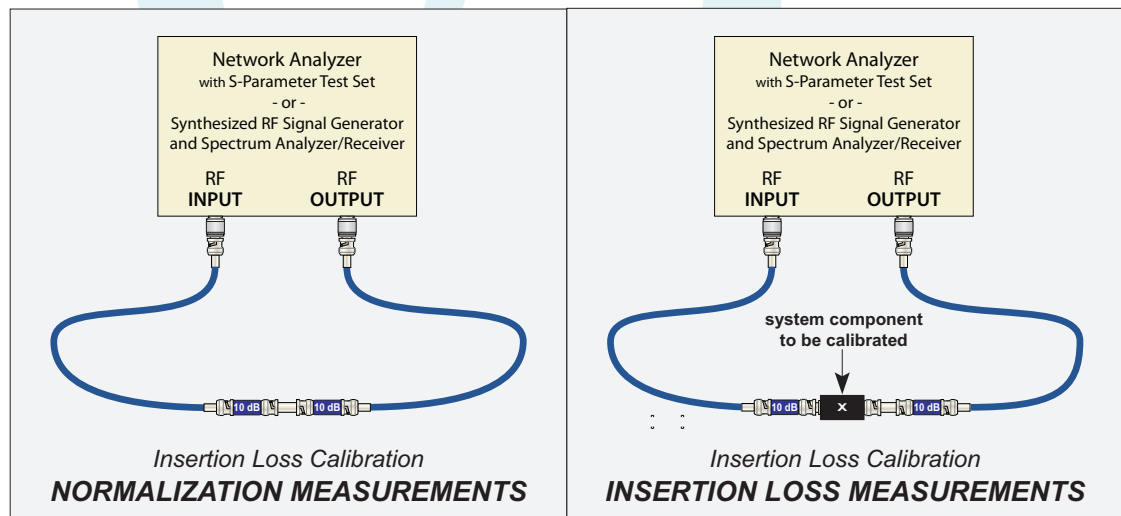 Network Analyzer
with S-Parameter Test Set
- or -
Synthesized RF Signal Generator
and Spectrum Analyzer/Receiver
RF
INPUT
RF
OUTPUT
10 dB
10 dB
Insertion Loss Calibration
NORMALIZATION MEASUREMENTS
Network Analyzer
with S-Parameter Test Set
- or -
Synthesized RF Signal Generator
and Spectrum Analyzer/Receiver
RF
INPUT
RF
OUTPUT
system component
to be calibrated
10 dB
X
10 dB
Insertion Loss Calibration
INSERTION LOSS MEASUREMENTS